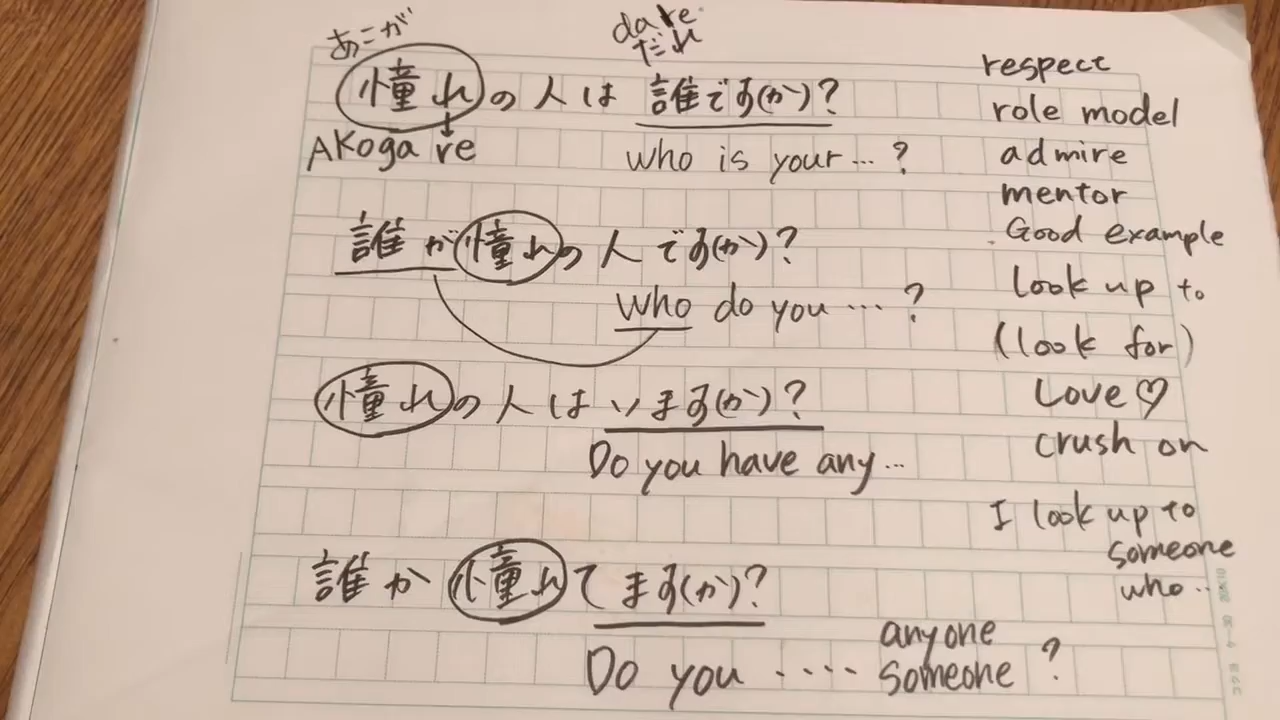 あこが
dare
だれ
憧れの人は 誰です(か)?
AKogare
who is your... ?
誰が憧れの人です(か)?
who do you ... ?
憧れの人はいます(か)?
Do you have any...
誰か憧れてます(か)?
Do you .... anyone
someone ?
respect
role model
admire
mentor
Good example
look up to
(look for)
Love♡
crush on
I look up to
someone
who...